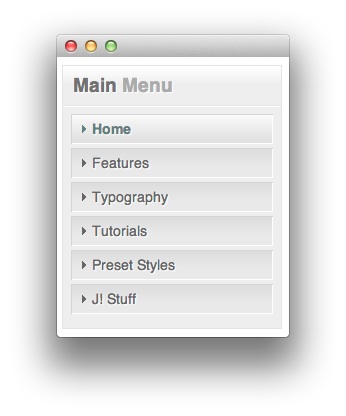 Main Menu
Home
Features
Typography
Tutorials
Preset Styles
J! Stuff